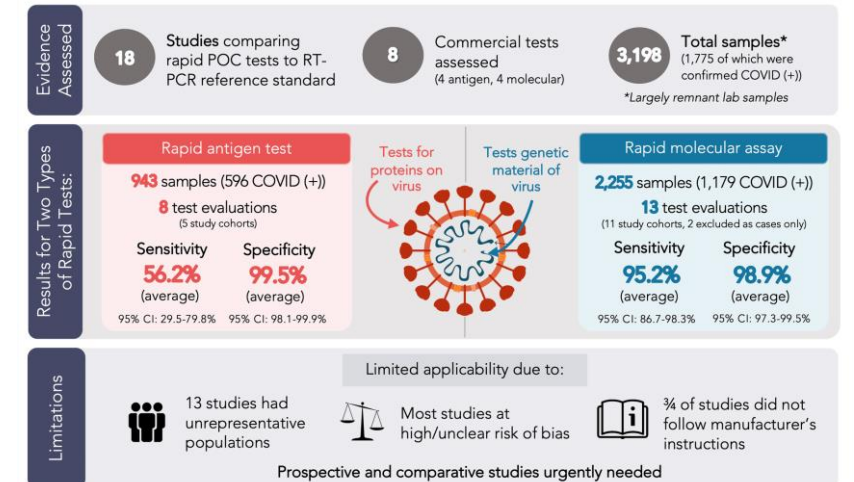 Evidence
Assessed
18
Studies comparing
rapid POC tests to RT-
PCR reference standard
8
Commercial tests
assessed
(4 antigen, 4 molecular)
3,198
Total samples*
(1,775 of which were
confirmed COVID (+))
*Largely remnant lab samples
Results for Two Types
of Rapid Tests:
Rapid antigen test
943 samples (596 COVID (+))
8 test evaluations
(5 study cohorts)
Sensitivity
56.2%
(average)
95% CI: 29.5-79.8%
Specificity
99.5%
(average)
95% CI: 98.1-99.9%
Tests for
proteins on
virus
Tests genetic
material of
virus
Rapid molecular assay
2,255 samples (1,179 COVID (+))
13 test evaluations
(11 study cohorts, 2 excluded as cases only)
Sensitivity
95.2%
(average)
95% CI: 86.7-98.3%
Specificity
98.9%
(average)
95% CI: 97.3-99.5%
Limitations
Limited applicability due to:
13 studies had
unrepresentative
populations
Most studies at
high/unclear risk of bias
i
¾ of studies did not
follow manufacturer's
instructions
Prospective and comparative studies urgently needed